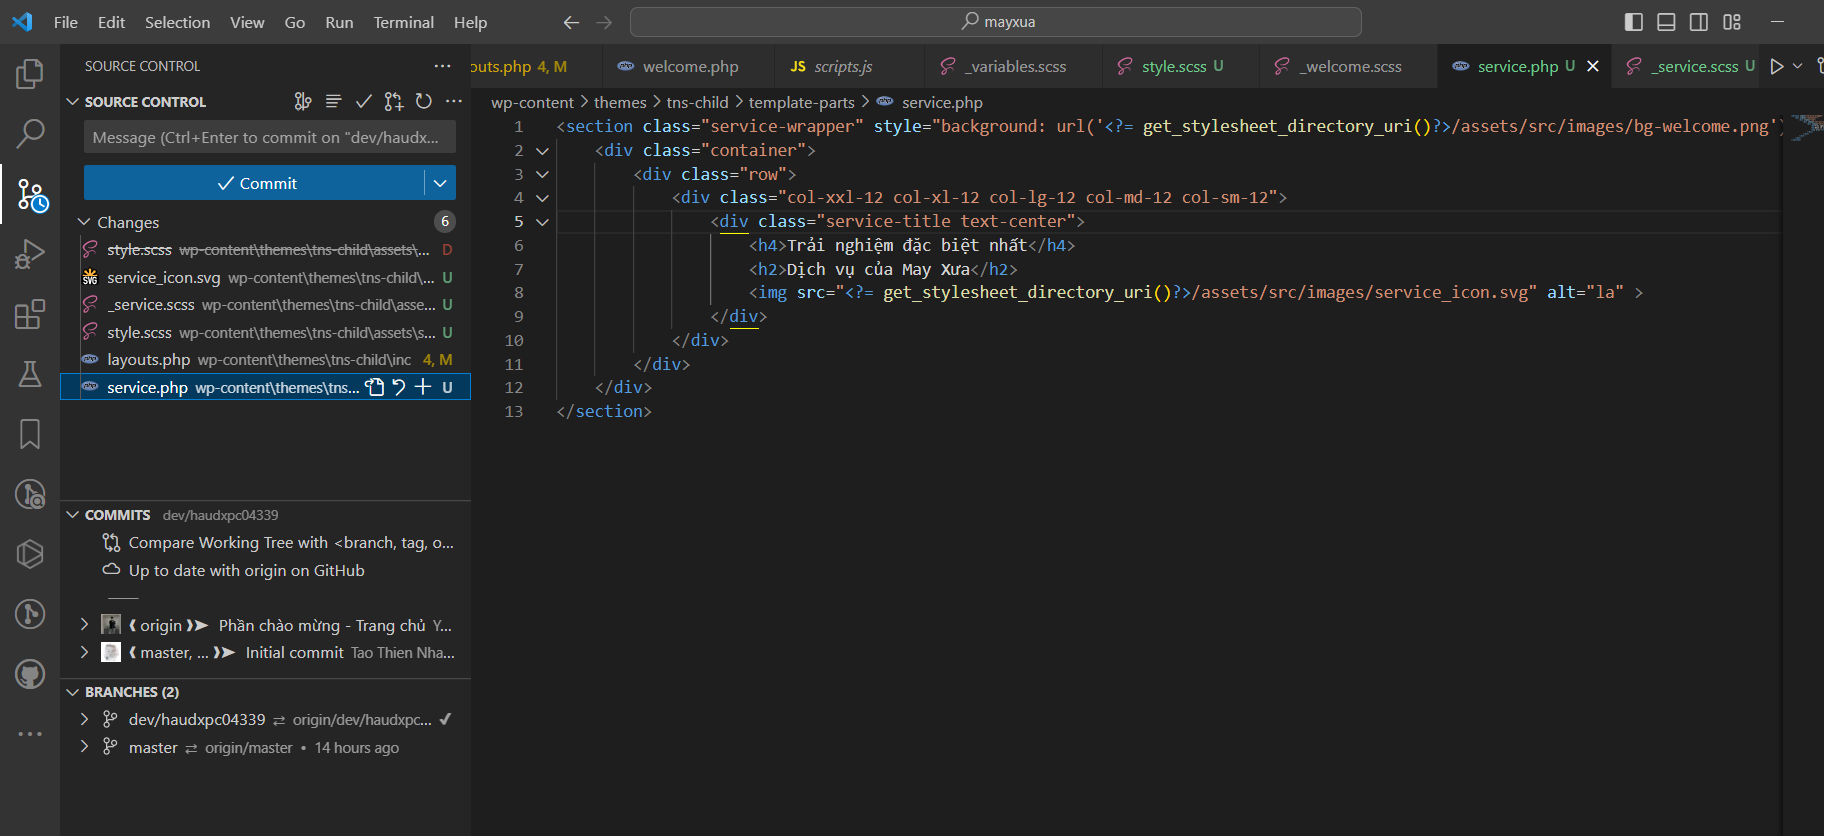 File Edit Selection View Go Run Terminal Help
mayxua
SOURCE CONTROL
SOURCE CONTROL
Message (Ctrl+Enter to commit on "dev/haudx...
Commit
Changes 6
style.scss wp-content\themes\tns-child\assets\... D
service_icon.svg wp-content\themes\tns-child\... U
_service.scss wp-content\themes\tns-child\asse... U
style.scss wp-content\themes\tns-child\assets\s... U
layouts.php wp-content\themes\tns-child\inc 4, M
service.php wp-content\themes\tns... U
COMMITS dev/haudxpc04339
Compare Working Tree with <branch, tag, o...
Up to date with origin on GitHub
origin Phần chào mừng - Trang chủ Y...
master, ... Initial commit Tao Thien Nha...
BRANCHES (2)
dev/haudxpc04339 ⇄ origin/dev/haudxpc... ✓
master ⇄ origin/master • 14 hours ago
outs.php 4, M welcome.php JS scripts.js _variables.scss style.scss U _welcome.scss service.php U _service.scss U
wp-content > themes > tns-child > template-parts > service.php
1 <section class="service-wrapper" style="background: url('<?= get_stylesheet_directory_uri()?>/assets/src/images/bg-welcome.png')
2 <div class="container">
3 <div class="row">
4 <div class="col-xxl-12 col-xl-12 col-lg-12 col-md-12 col-sm-12">
5 <div class="service-title text-center">
6 <h4>Trải nghiệm đặc biệt nhất</h4>
7 <h2>Dịch vụ của May Xưa</h2>
8 <img src="<?= get_stylesheet_directory_uri()?>/assets/src/images/service_icon.svg" alt="la" >
9 </div>
10 </div>
11 </div>
12 </div>
13 </section>